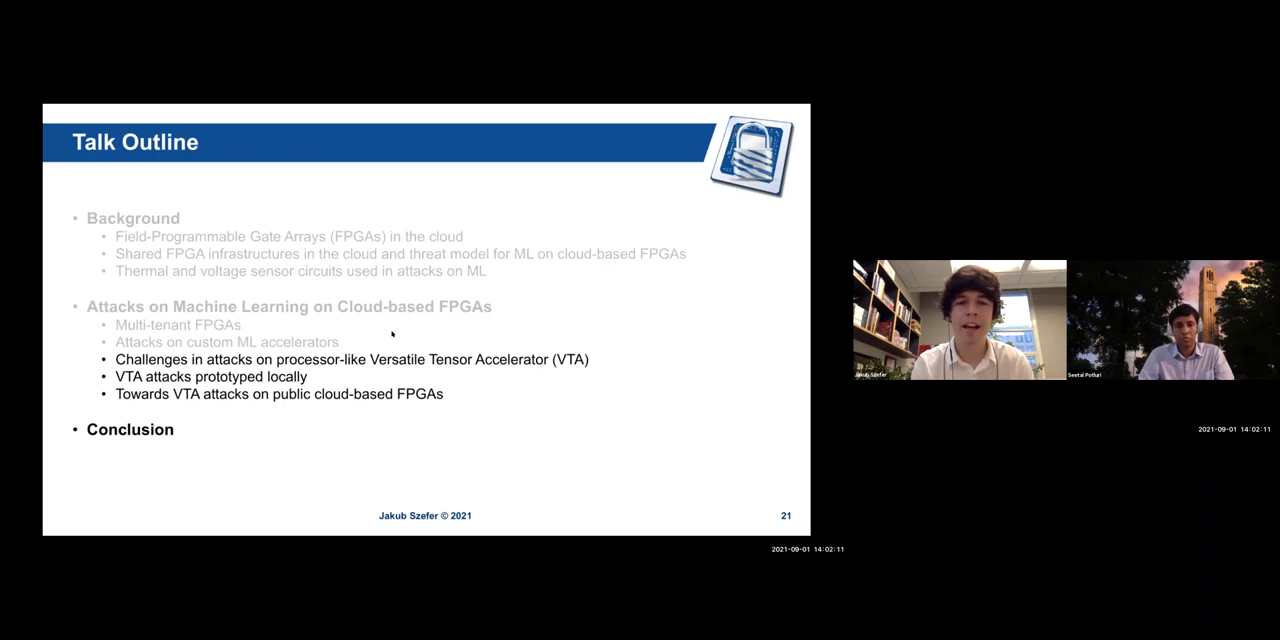 Talk Outline
• Background
• Field-Programmable Gate Arrays (FPGAs) in the cloud
• Shared FPGA infrastructures in the cloud and threat model for ML on cloud-based FPGAs
• Thermal and voltage sensor circuits used in attacks on ML
• Attacks on Machine Learning on Cloud-based FPGAs
• Multi-tenant FPGAs
• Attacks on custom ML accelerators
• Challenges in attacks on processor-like Versatile Tensor Accelerator (VTA)
• VTA attacks prototyped locally
• Towards VTA attacks on public cloud-based FPGAs
• Conclusion
Jakub Szefer © 2021
21
2021-09-01 14:02:11
Jakub Szefer
Seetal Potluri
2021-09-01 14:02:11